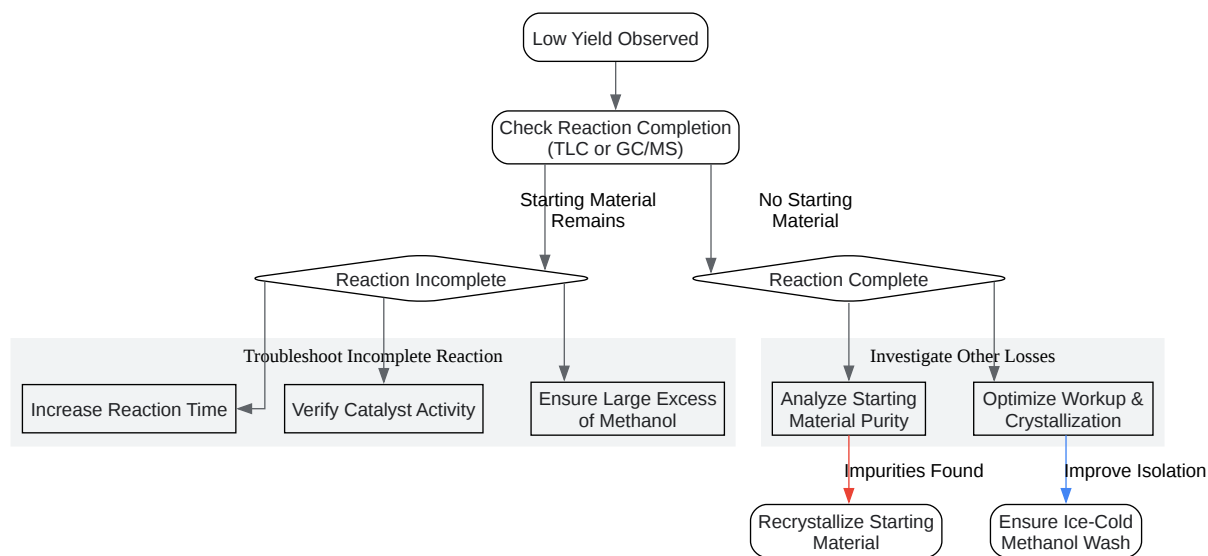 Low Yield Observed
Check Reaction Completion
(TLC or GC/MS)
Starting Material
Remains
No Starting
Material
Reaction Incomplete
Reaction Complete
Troubleshoot Incomplete Reaction
Investigate Other Losses
Increase Reaction Time
Verify Catalyst Activity
Ensure Large Excess
of Methanol
Analyze Starting
Material Purity
Optimize Workup &
Crystallization
Impurities Found
Improve Isolation
Recrystallize Starting
Material
Ensure Ice-Cold
Methanol Wash